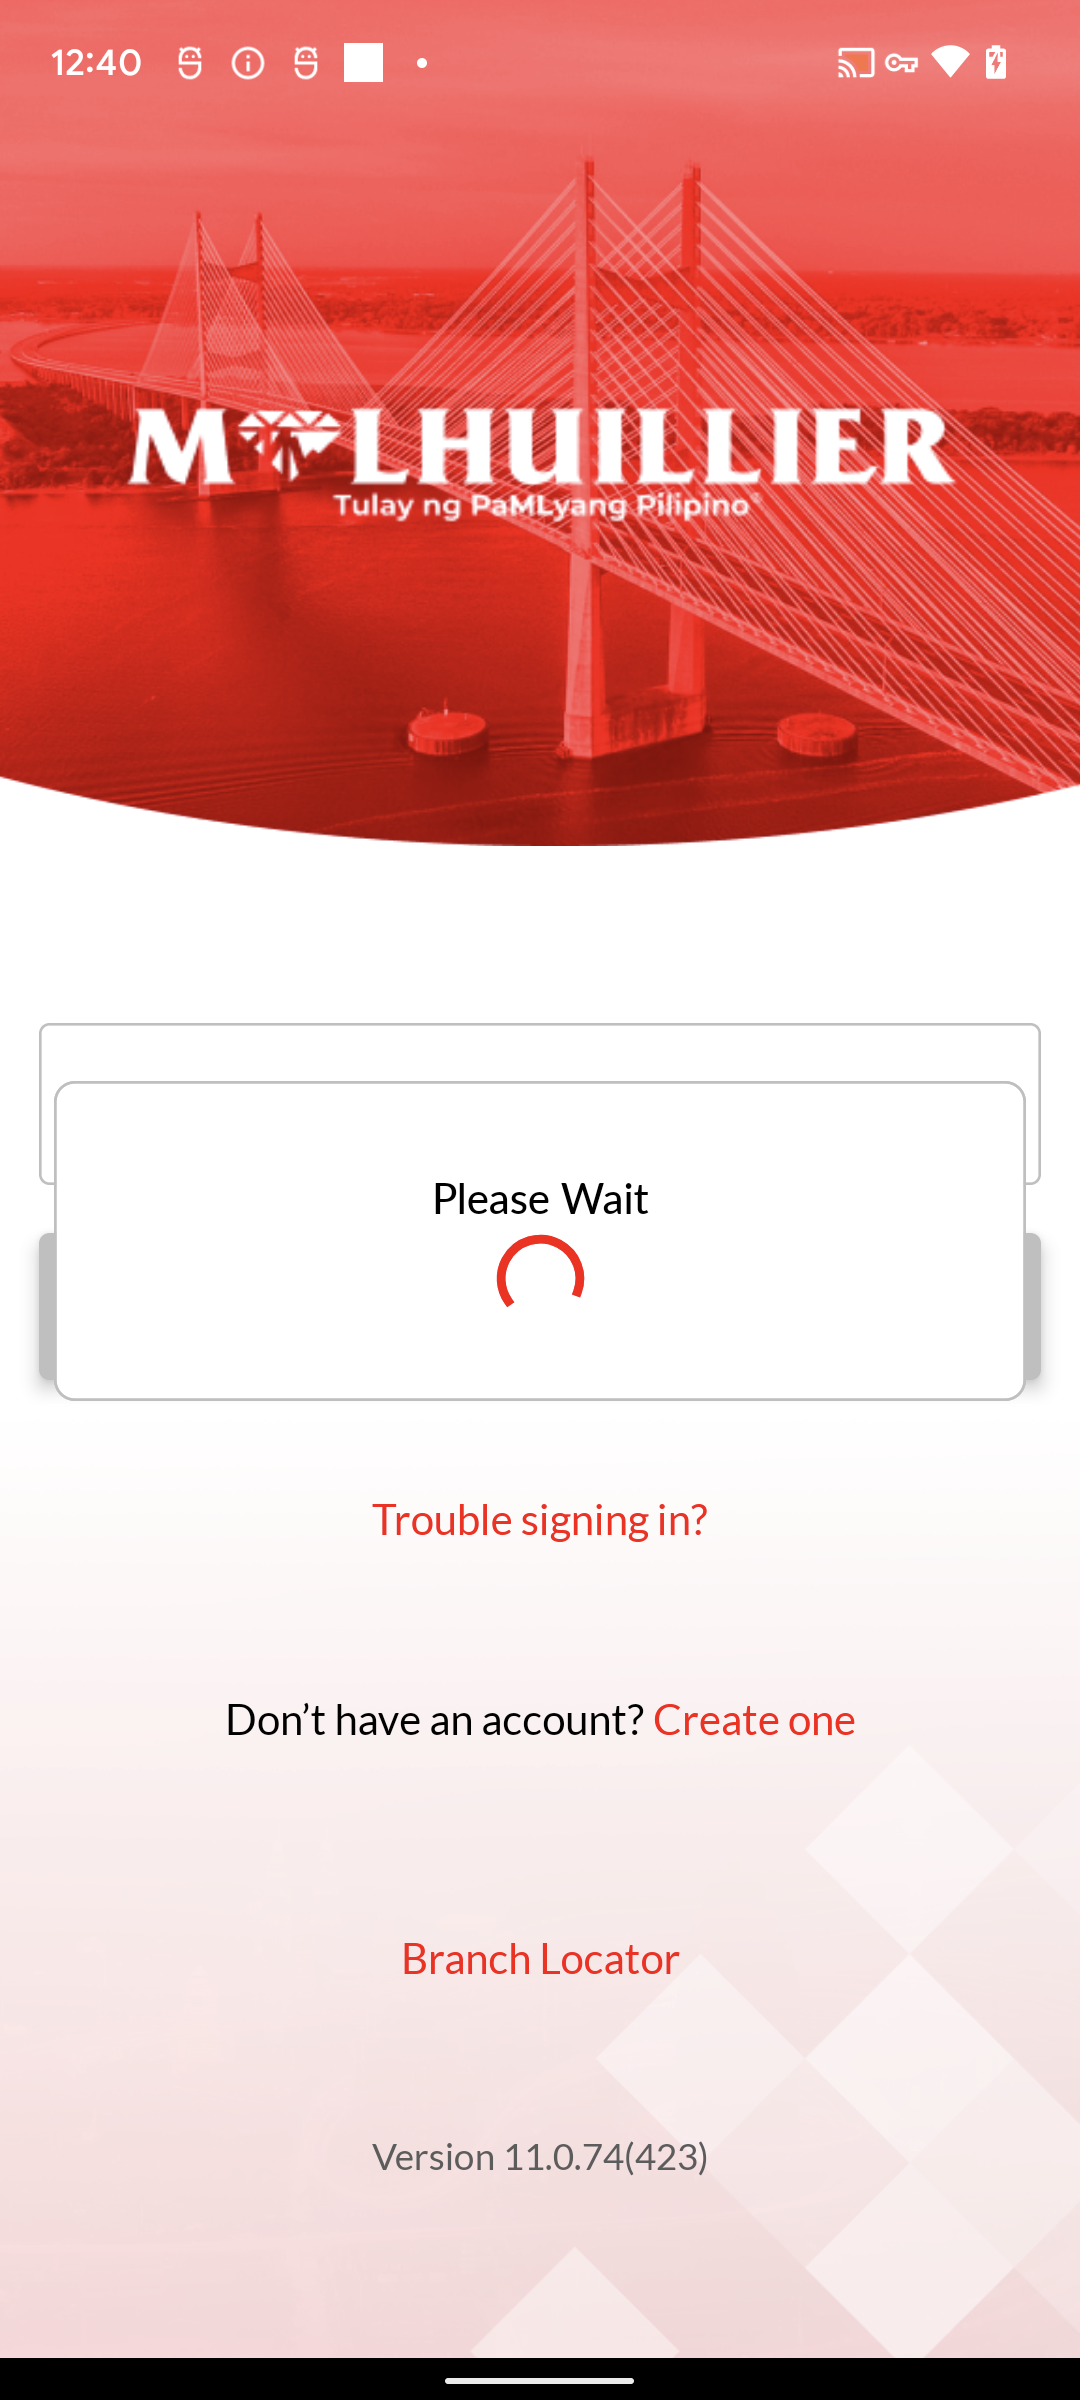 12:40
M LHUILLIER
Tulay ng PaMLyang Pilipino
Please Wait
Trouble signing in?
Don’t have an account? Create one
Branch Locator
Version 11.0.74(423)